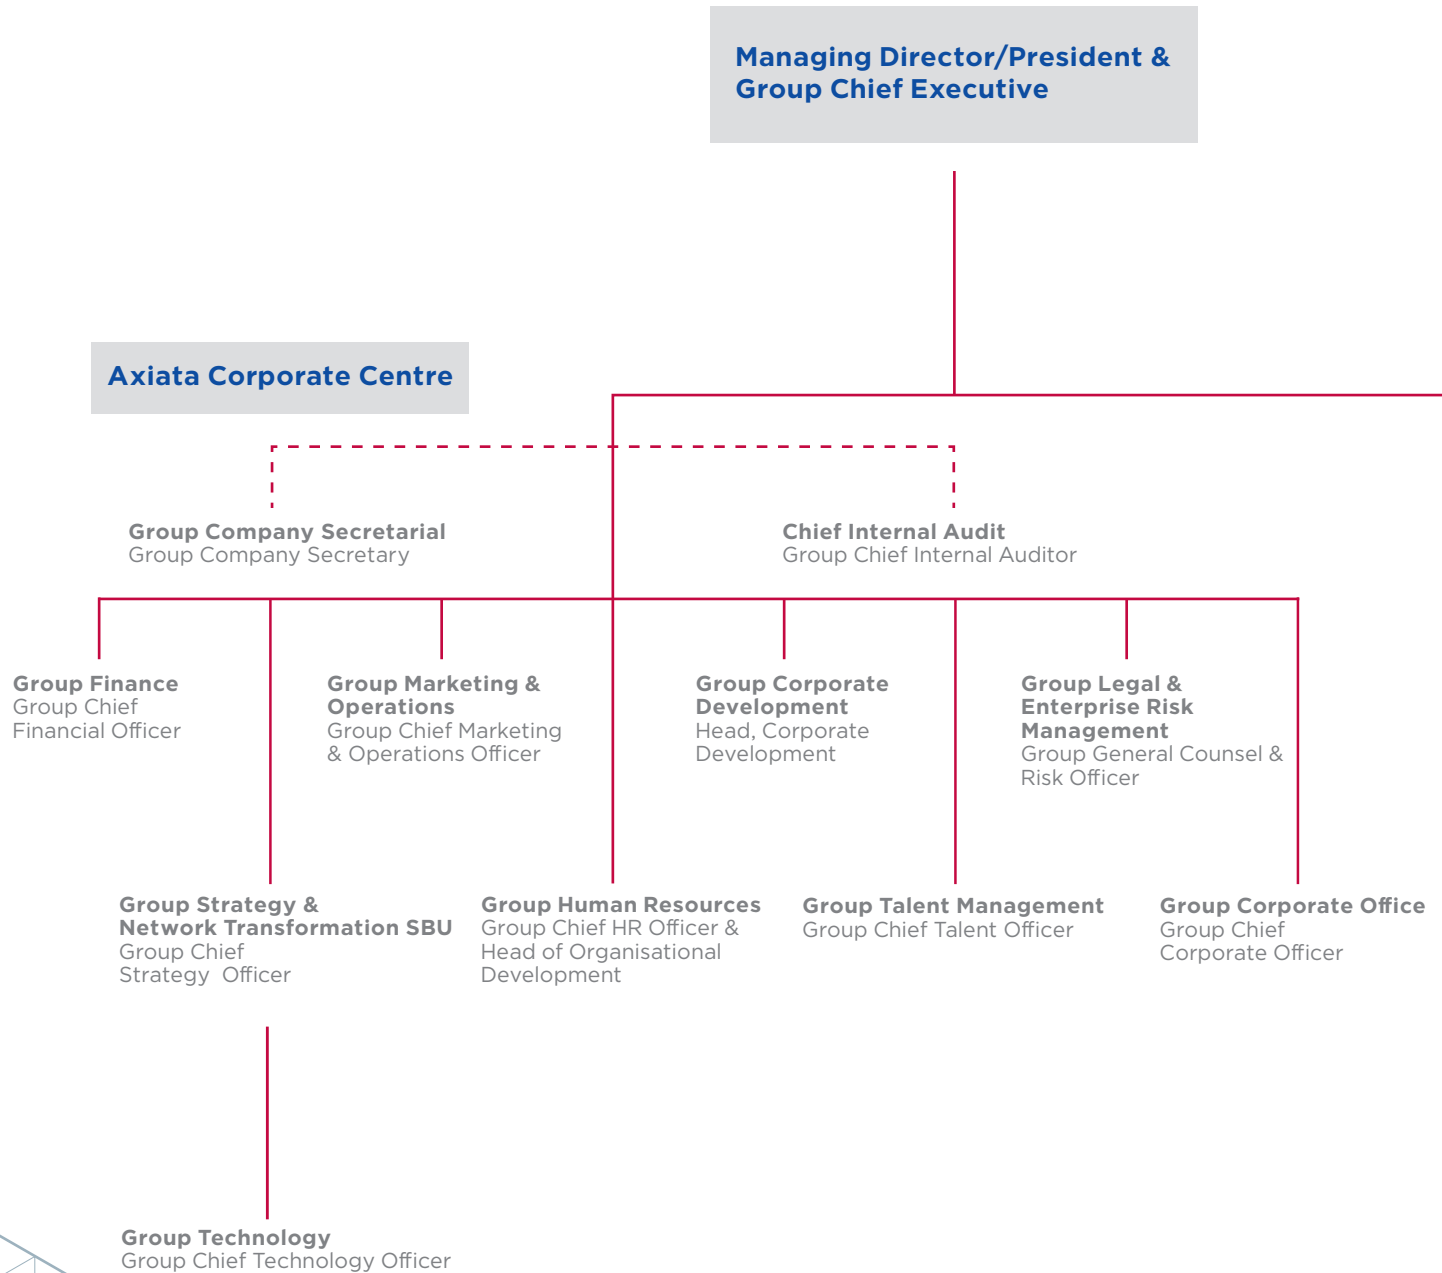 Managing Director/President &
Group Chief Executive
Axiata Corporate Centre
Group Company Secretarial
Group Company Secretary
Chief Internal Audit
Group Chief Internal Auditor
Group Finance
Group Chief
Financial Officer
Group Marketing &
Operations
Group Chief Marketing
& Operations Officer
Group Corporate
Development
Head, Corporate
Development
Group Legal &
Enterprise Risk
Management
Group General Counsel &
Risk Officer
Group Strategy &
Network Transformation SBU
Group Chief
Strategy Officer
Group Human Resources
Group Chief HR Officer &
Head of Organisational
Development
Group Talent Management
Group Chief Talent Officer
Group Corporate Office
Group Chief
Corporate Officer
Group Technology
Group Chief Technology Officer